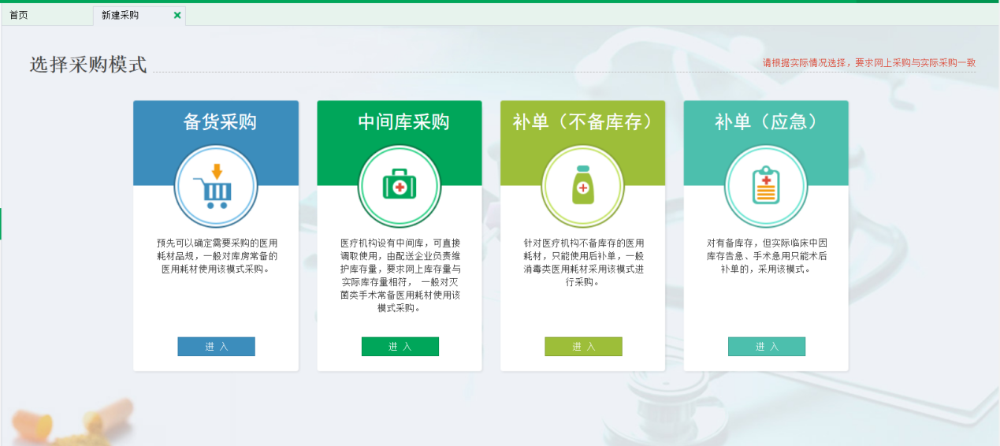 首页
新建采购
选择采购模式
请根据实际情况选择，要求网上采购与实际采购一致
备货采购
预先可以确定需要采购的医用
耗材品规，一般对库房常备的
医用耗材使用该模式采购。
进 入
中间库采购
医疗机构设有中间库，可直接
调取使用，由配送企业负责维
护库存量，要求网上库存量与
实际库存量相符， 一般对灭
菌类手术常备医用耗材使用该
模式采购。
进 入
补单（不备库存）
针对医疗机构不备库存的医用
耗材，只能使用后补单，一般
消毒类医用耗材采用该模式进
行采购。
进 入
补单（应急）
对有备库存，但实际临床中因
库存告急、手术急用只能术后
补单的，采用该模式。
进 入